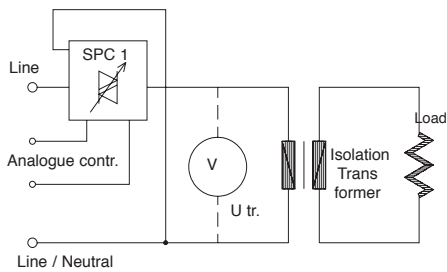 SPC 1
Line
Load
Analogue contr.
V
Isolation
Trans
former
U tr.
Line / Neutral